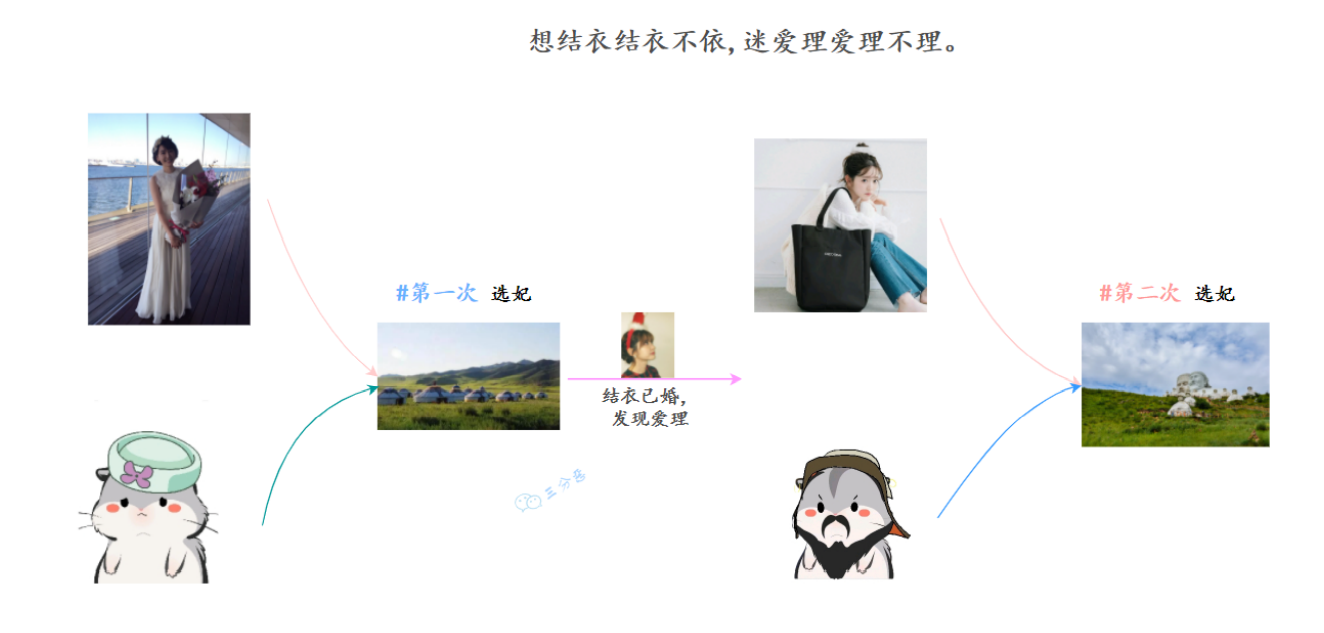 想结衣结衣不依,迷爱理爱理不理。
#第一次 选妃
#第二次 选妃
结衣已婚,
发现爱理
三分恶